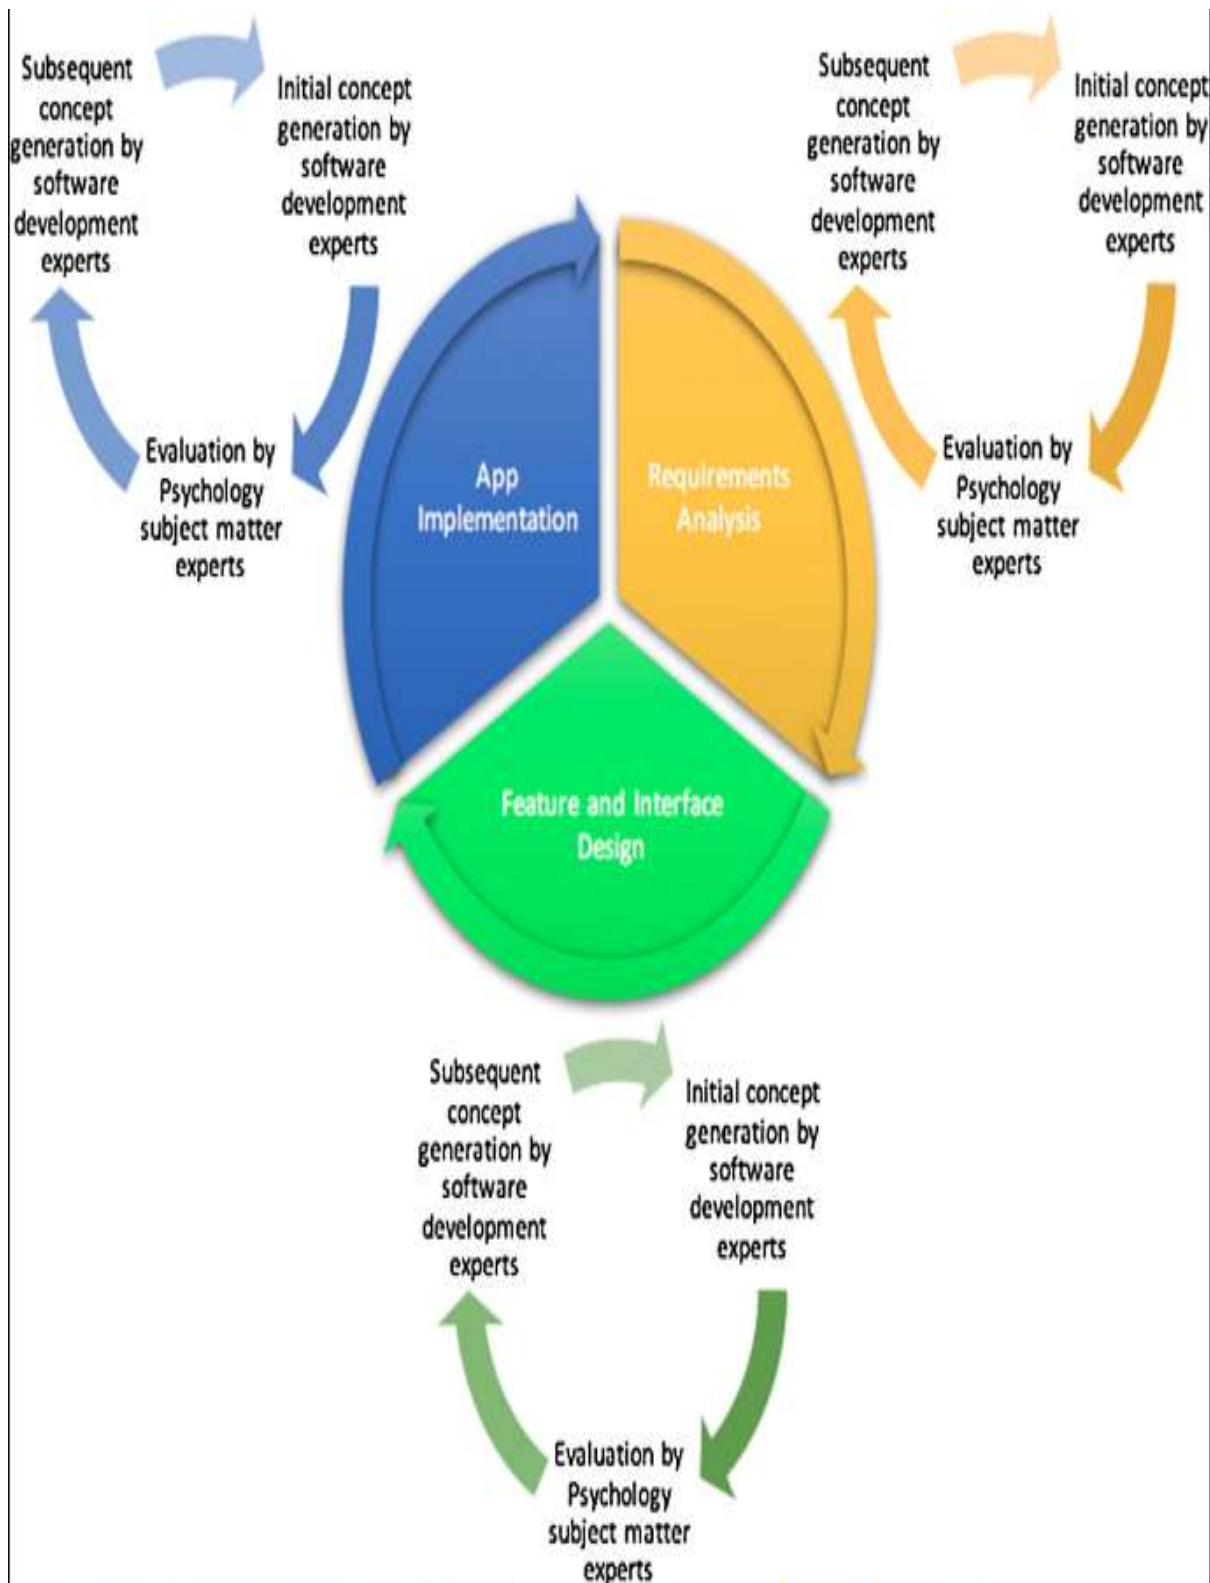 Subsequent
concept
generation by
software
development
experts
Initial concept
generation by
software
development
experts
Evaluation by
Psychology
subject matter
experts
Subsequent
concept
generation by
software
development
experts
Initial concept
generation by
software
development
experts
Evaluation by
Psychology
subject matter
experts
App
Implementation
Requirements
Analysis
Feature and Interface
Design
Subsequent
concept
generation by
software
development
experts
Initial concept
generation by
software
development
experts
Evaluation by
Psychology
subject matter
experts